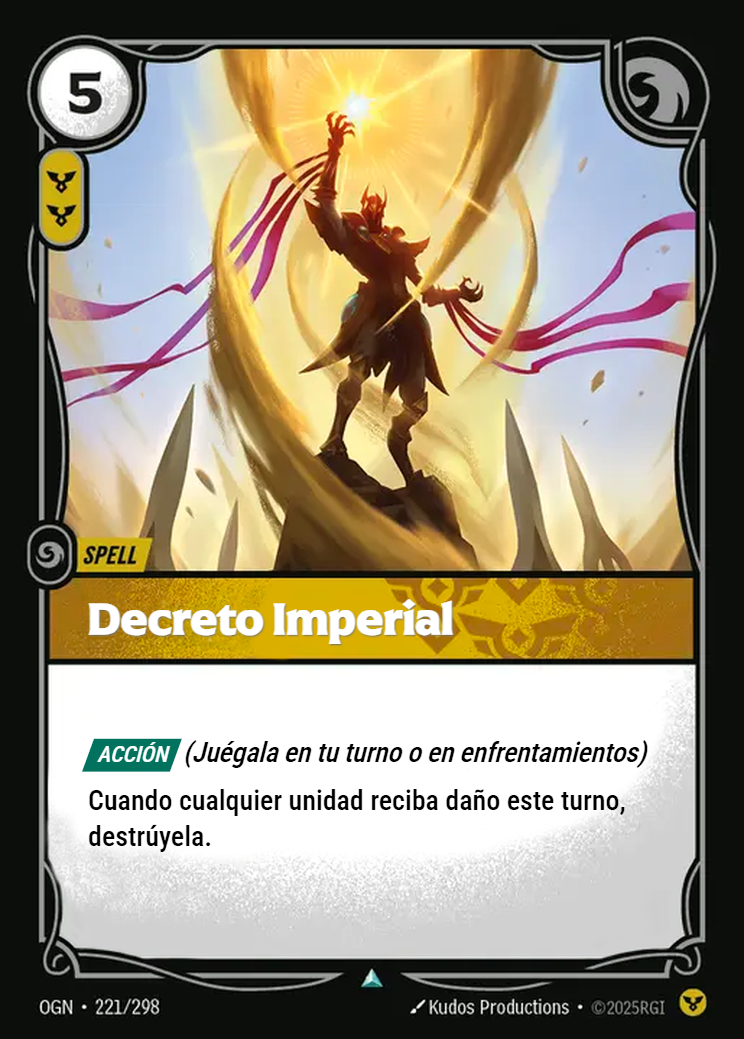 5
SPELL
Decreto Imperial
ACCIÓN (Juégala en tu turno o en enfrentamientos)
Cuando cualquier unidad reciba daño este turno,
destrúyela.
OGN • 221/298
Kudos Productions • ©2025RGI